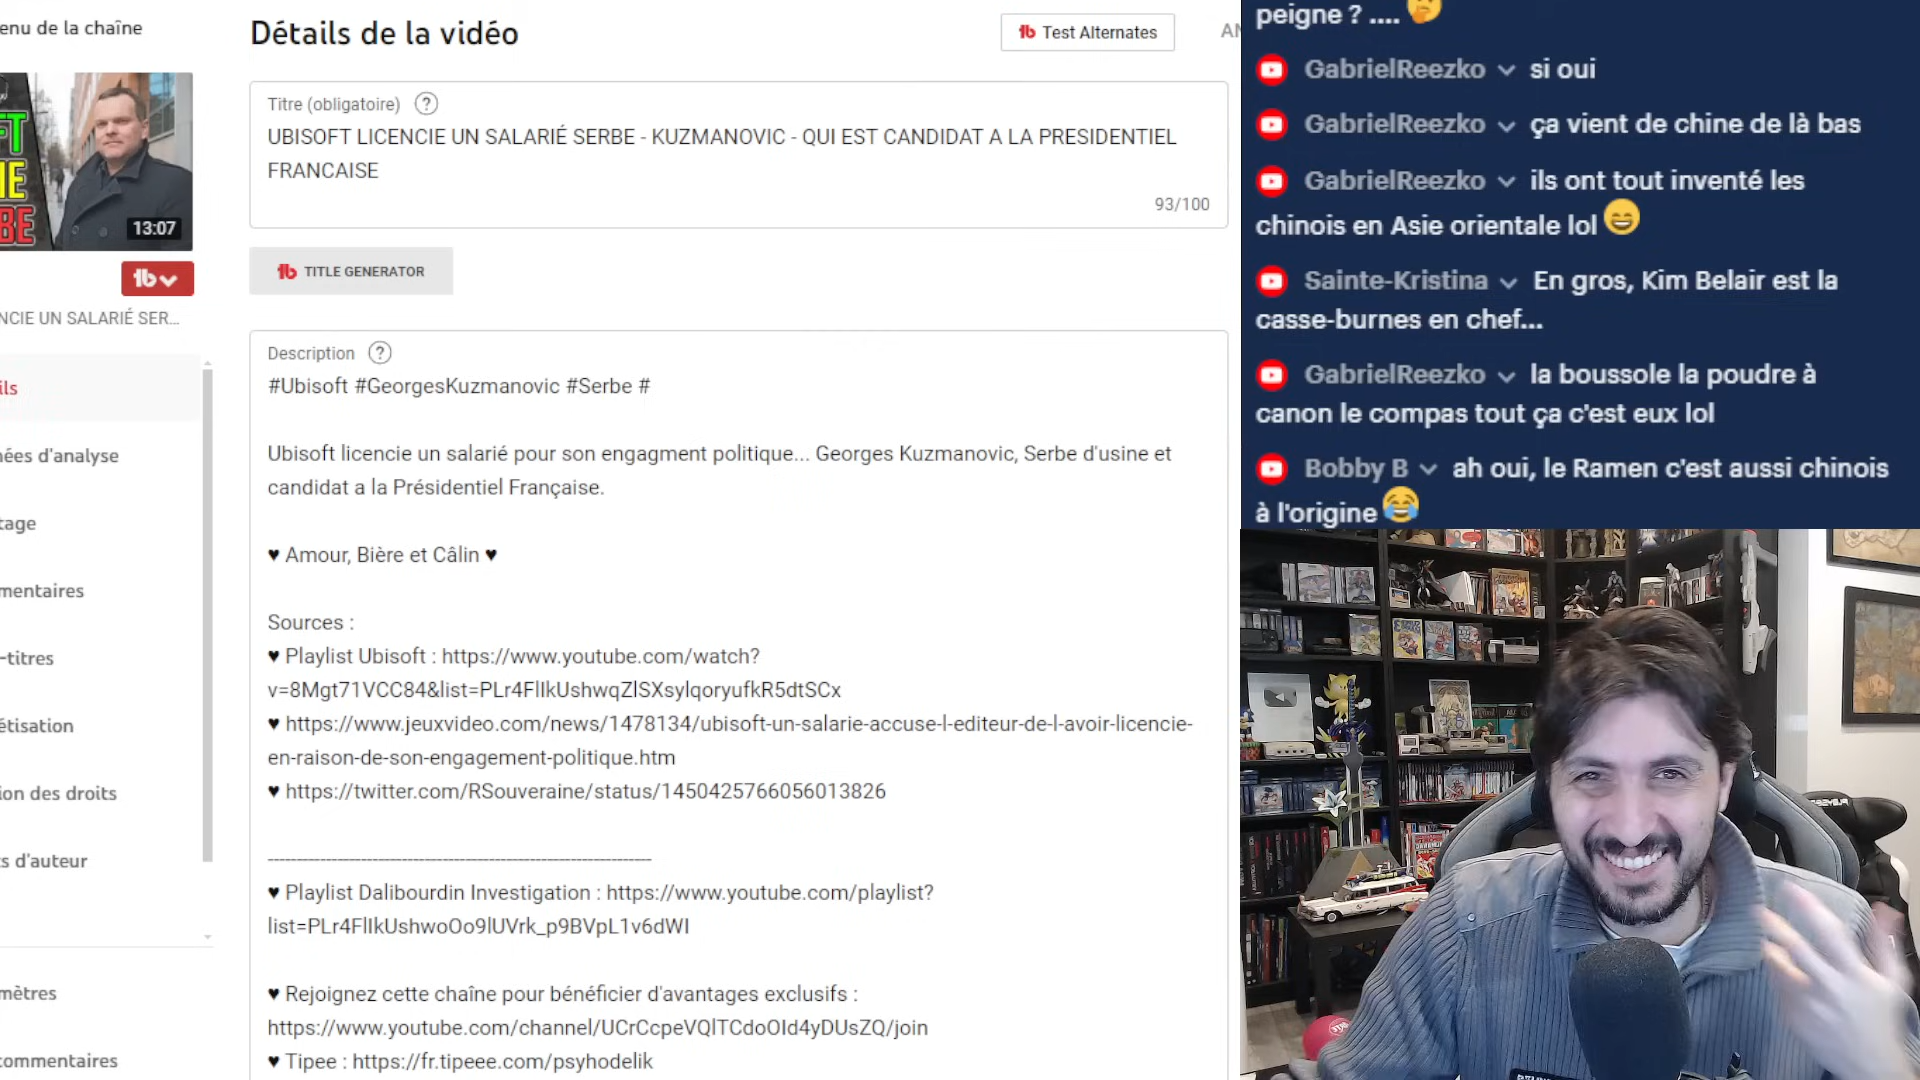 enu de la chaîne
FT
IE
BE
13:07
NCIE UN SALARIÉ SER...
ils
nées d'analyse
tage
mentaires
-titres
étisation
ion des droits
s d'auteur
mètres
commentaires
Détails de la vidéo
Test Alternates
AN
Titre (obligatoire) ?
UBISOFT LICENCIE UN SALARIÉ SERBE - KUZMANOVIC - QUI EST CANDIDAT A LA PRESIDENTIEL
FRANCAISE
93/100
TITLE GENERATOR
Description ?
#Ubisoft #GeorgesKuzmanovic #Serbe #
Ubisoft licencie un salarié pour son engagment politique... Georges Kuzmanovic, Serbe d'usine et
candidat a la Présidentiel Française.
♥ Amour, Bière et Câlin ♥
Sources :
♥ Playlist Ubisoft : https://www.youtube.com/watch?
v=8Mgt71VCC84&list=PLr4FlIkUshwqZlSXsylqoryufkR5dtSCx
♥ https://www.jeuxvideo.com/news/1478134/ubisoft-un-salarie-accuse-l-editeur-de-l-avoir-licencie-
en-raison-de-son-engagement-politique.htm
♥ https://twitter.com/RSouveraine/status/1450425766056013826
----------------------------------------------------------------
♥ Playlist Dalibourdin Investigation : https://www.youtube.com/playlist?
list=PLr4FlIkUshwoOo9lUVrk_p9BVpL1v6dWI
♥ Rejoignez cette chaîne pour bénéficier d'avantages exclusifs :
https://www.youtube.com/channel/UCrCcpeVQlTCdoOId4yDUsZQ/join
♥ Tipee : https://fr.tipeee.com/psyhodelik
peigne ? .... 🤔
GabrielReezko si oui
GabrielReezko ça vient de chine de là bas
GabrielReezko ils ont tout inventé les
chinois en Asie orientale lol 😄
Sainte-Kristina En gros, Kim Belair est la
casse-burnes en chef...
GabrielReezko la boussole la poudre à
canon le compas tout ça c'est eux lol
Bobby B ah oui, le Ramen c'est aussi chinois
à l'origine 😂